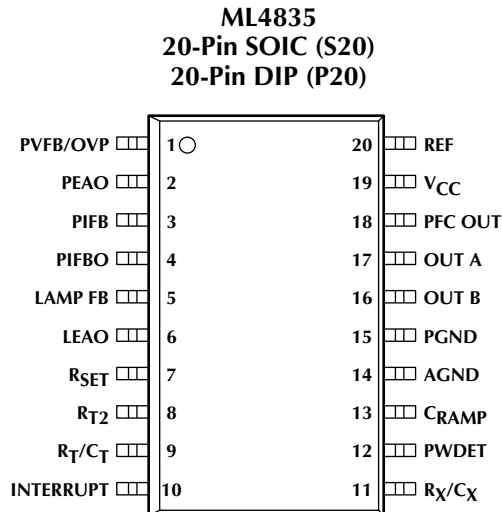 ML4835
20-Pin SOIC (S20)
20-Pin DIP (P20)
PVFB/OVP 1 20 REF
PEAO 2 19 VCC
PIFB 3 18 PFC OUT
PIFBO 4 17 OUT A
LAMP FB 5 16 OUT B
LEAO 6 15 PGND
RSET 7 14 AGND
RT2 8 13 CRAMP
RT/CT 9 12 PWDET
INTERRUPT 10 11 RX/CX